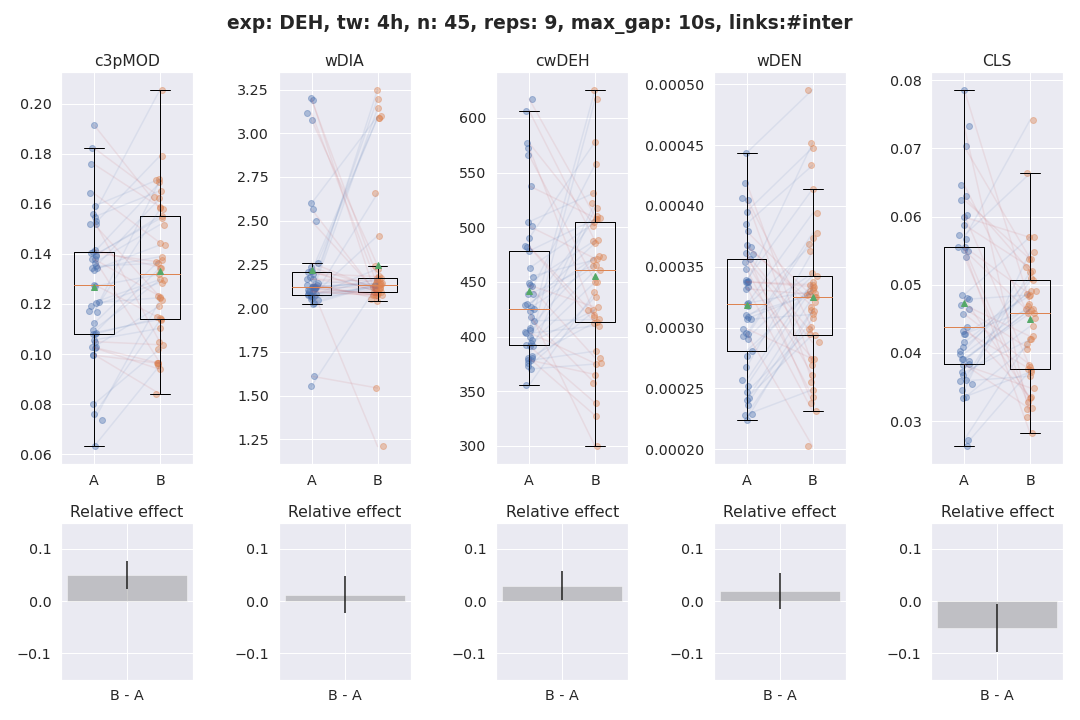 exp: DEH, tw: 4h, n: 45, reps: 9, max_gap: 10s, links:#inter
c3pMOD
0.20
0.18
0.16
0.14
0.12
0.10
0.08
0.06
A B
wDIA
3.25
3.00
2.75
2.50
2.25
2.00
1.75
1.50
1.25
A B
cwDEH
600
550
500
450
400
350
300
A B
wDEN
0.00050
0.00045
0.00040
0.00035
0.00030
0.00025
0.00020
A B
CLS
0.08
0.07
0.06
0.05
0.04
0.03
A B
Relative effect
0.1
0.0
−0.1
B - A
Relative effect
0.1
0.0
−0.1
B - A
Relative effect
0.1
0.0
−0.1
B - A
Relative effect
0.1
0.0
−0.1
B - A
Relative effect
0.1
0.0
−0.1
B - A